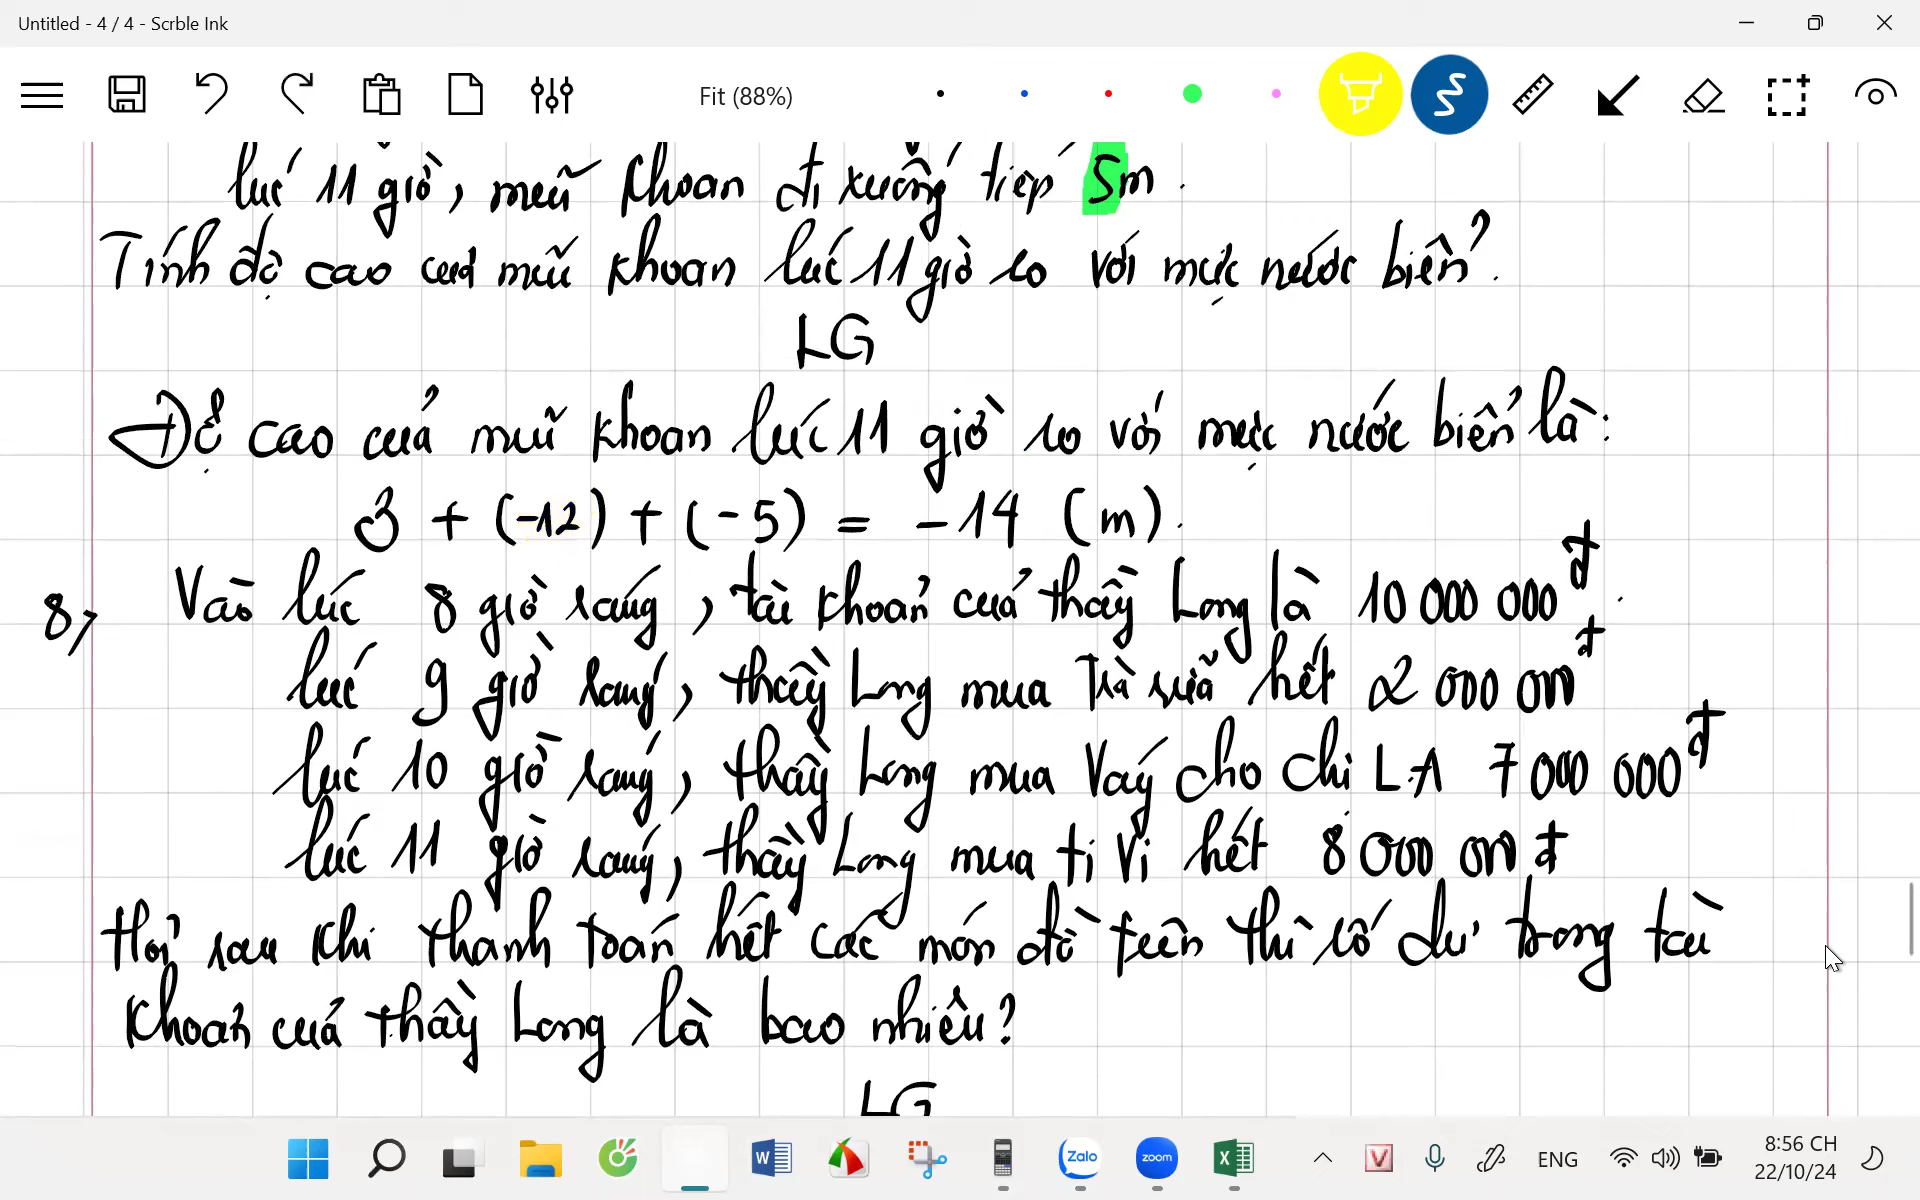 Untitled - 4 / 4 - Scrble Ink
Fit (88%)
lúc 11 giờ, mũi khoan đi xuống tiếp 5m.
Tính độ cao của mũi khoan lúc 11 giờ so với mực nước biển?
LG
Độ cao của mũi khoan lúc 11 giờ so với mực nước biển là:
3 + (-12) + (-5) = -14 (m).
8, Vào lúc 8 giờ sáng, tài khoản của thầy Long là 10 000 000đ.
lúc 9 giờ sáng, thầy Long mua Trà sữa hết 2 000 000đ
lúc 10 giờ sáng, thầy Long mua Váy cho chị L.A 7 000 000đ
lúc 11 giờ sáng, thầy Long mua ti vi hết 8 000 000đ
Hỏi sau khi thanh toán hết các món đồ trên thì số dư trong tài
khoản của thầy Long là bao nhiêu?
LG
W
Zalo
zoom
X
V
ENG
8:56 CH
22/10/24